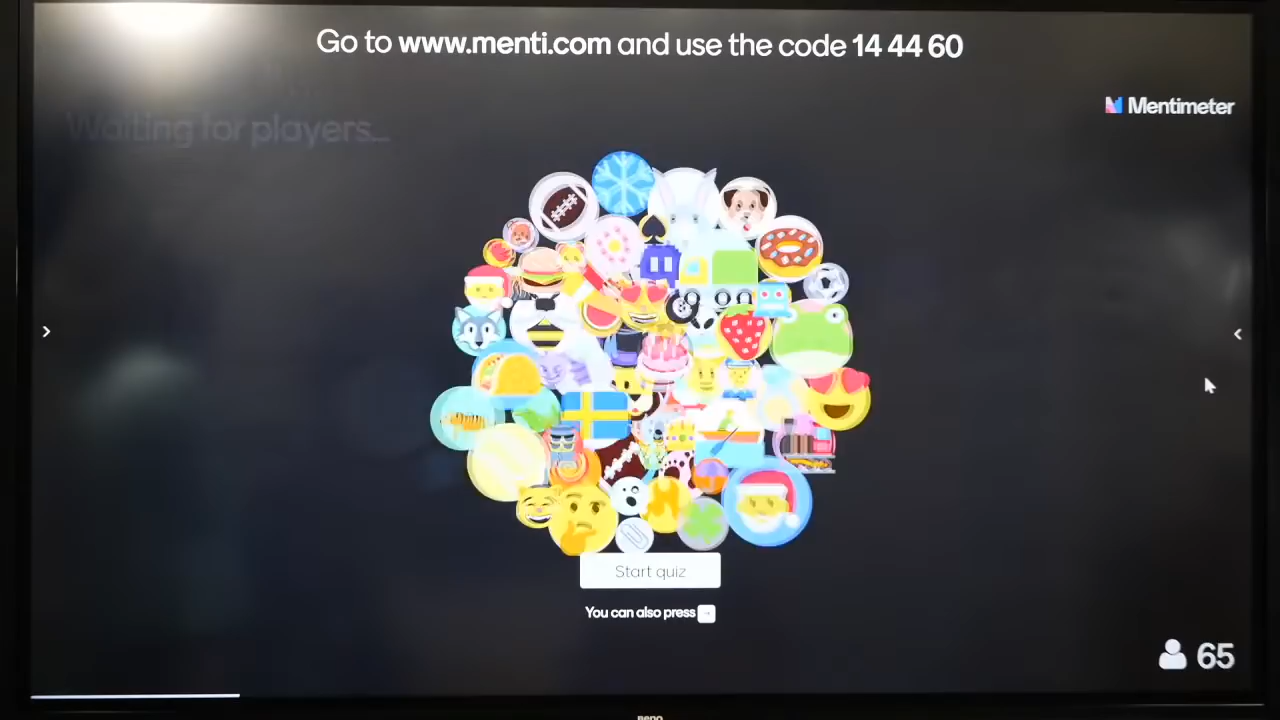 Go to www.menti.com and use the code 14 44 60
Waiting for players...
Mentimeter
Start quiz
You can also press →
65
BenQ